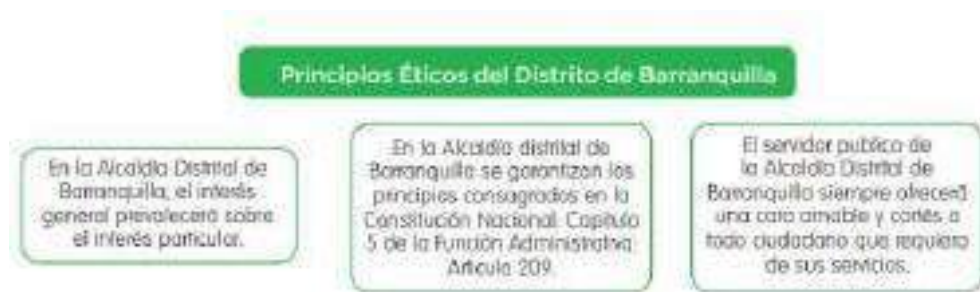 Principios Éticos del Distrito de Barranquilla
En la Alcaldía Distrital de
Barranquilla, el interés
general prevalecerá sobre
el interés particular.
En la Alcaldía distrital de
Barranquilla se garantizan los
principios consagrados en la
Constitución Nacional. Capítulo
5 de la Función Administrativa.
Artículo 209.
El servidor publico de
la Alcaldía Distrital de
Barranquilla siempre ofrecerá
una cara amable y cortés a
todo ciudadano que requiera
de sus servicios.